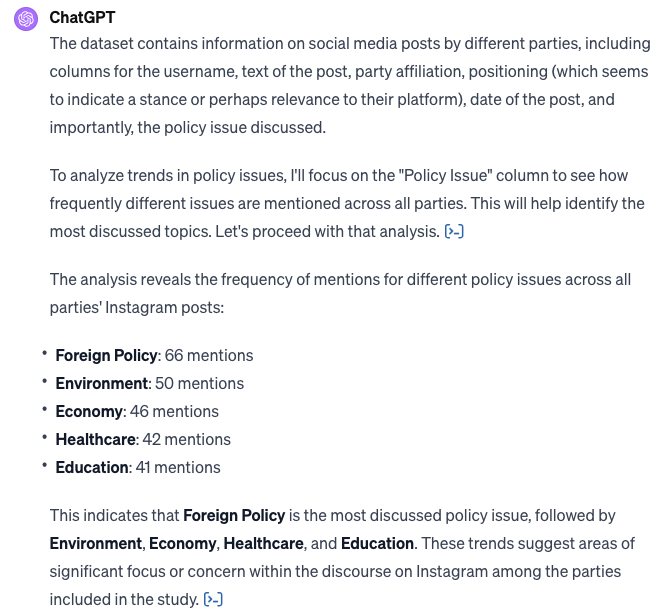 ChatGPT
The dataset contains information on social media posts by different parties, including
columns for the username, text of the post, party affiliation, positioning (which seems
to indicate a stance or perhaps relevance to their platform), date of the post, and
importantly, the policy issue discussed.
To analyze trends in policy issues, I'll focus on the "Policy Issue" column to see how
frequently different issues are mentioned across all parties. This will help identify the
most discussed topics. Let's proceed with that analysis. [>-]
The analysis reveals the frequency of mentions for different policy issues across all
parties' Instagram posts:
• Foreign Policy: 66 mentions
• Environment: 50 mentions
• Economy: 46 mentions
• Healthcare: 42 mentions
• Education: 41 mentions
This indicates that Foreign Policy is the most discussed policy issue, followed by
Environment, Economy, Healthcare, and Education. These trends suggest areas of
significant focus or concern within the discourse on Instagram among the parties
included in the study. [>-]